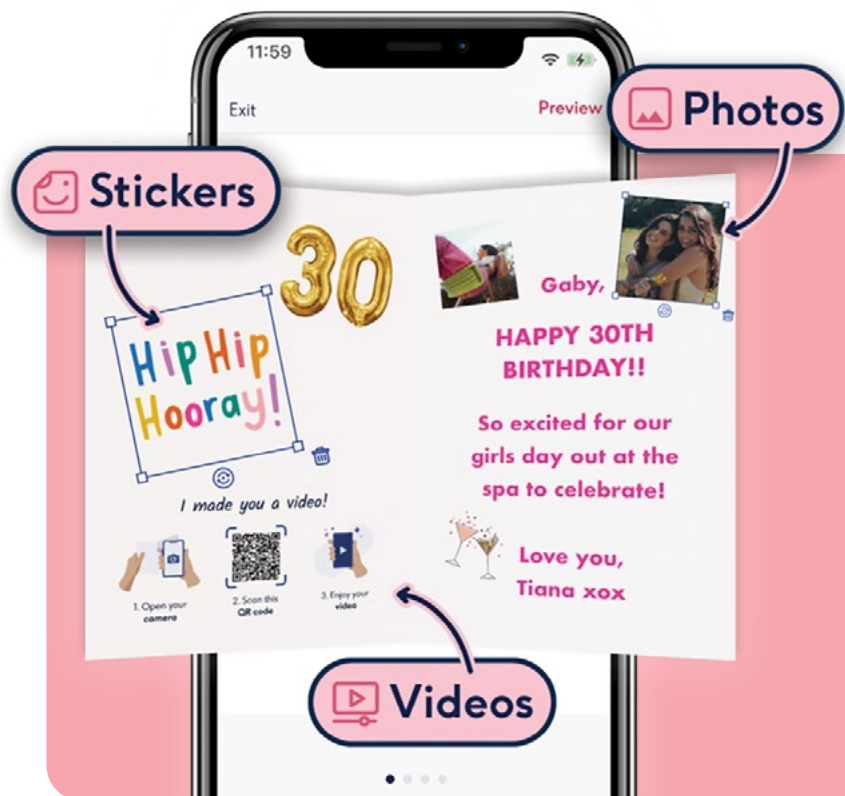 11:59
Exit
Preview
Photos
Stickers
30
Gaby,
Hip Hip
Hooray!
HAPPY 30TH
BIRTHDAY!!
So excited for our
girls day out at the
spa to celebrate!
I made you a video!
1. Open your
camera
2. Scan this
QR code
3. Enjoy your
video
Love you,
Tiana xox
Videos